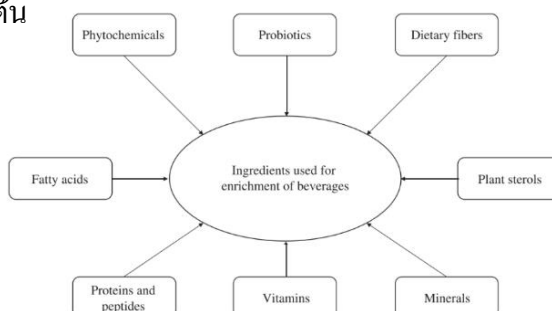 ต้น
Phytochemicals
Probiotics
Dietary fibers
Fatty acids
Ingredients used for
enrichment of beverages
Plant sterols
Proteins and
peptides
Vitamins
Minerals